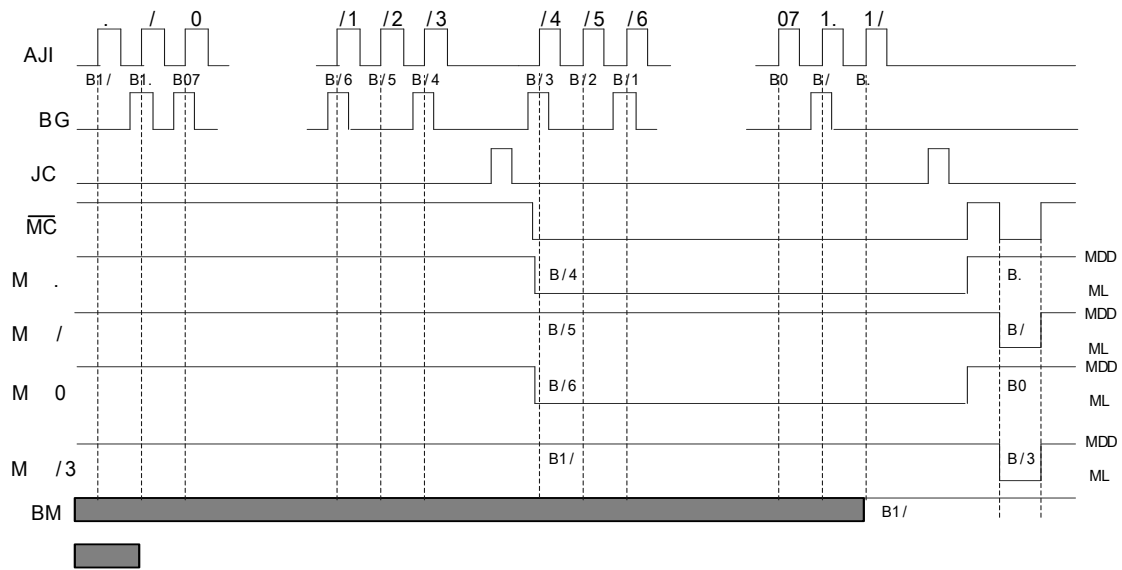 . / 0 /1 /2 /3 /4 /5 /6 07 1. 1/
AJI
B1/ B1. B07 B/6 B/5 B/4 B/3 B/2 B/1 B0 B/ B.
BG
JC
MC
M . B/4 B. MDD
ML
M / B/5 B/ MDD
ML
M 0 B/6 B0 MDD
ML
M /3 B1/ B/3 MDD
ML
BM B1/